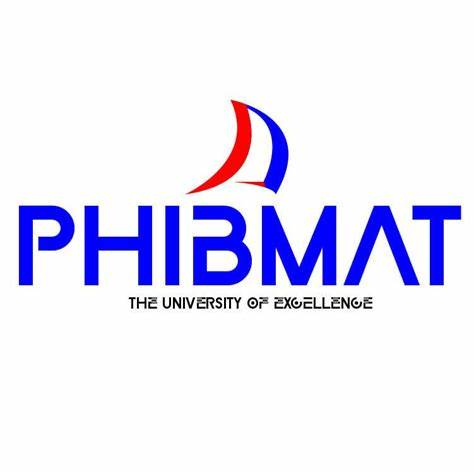 PHIBMAT
THE UNIVERSITY OF EXCELLENCE